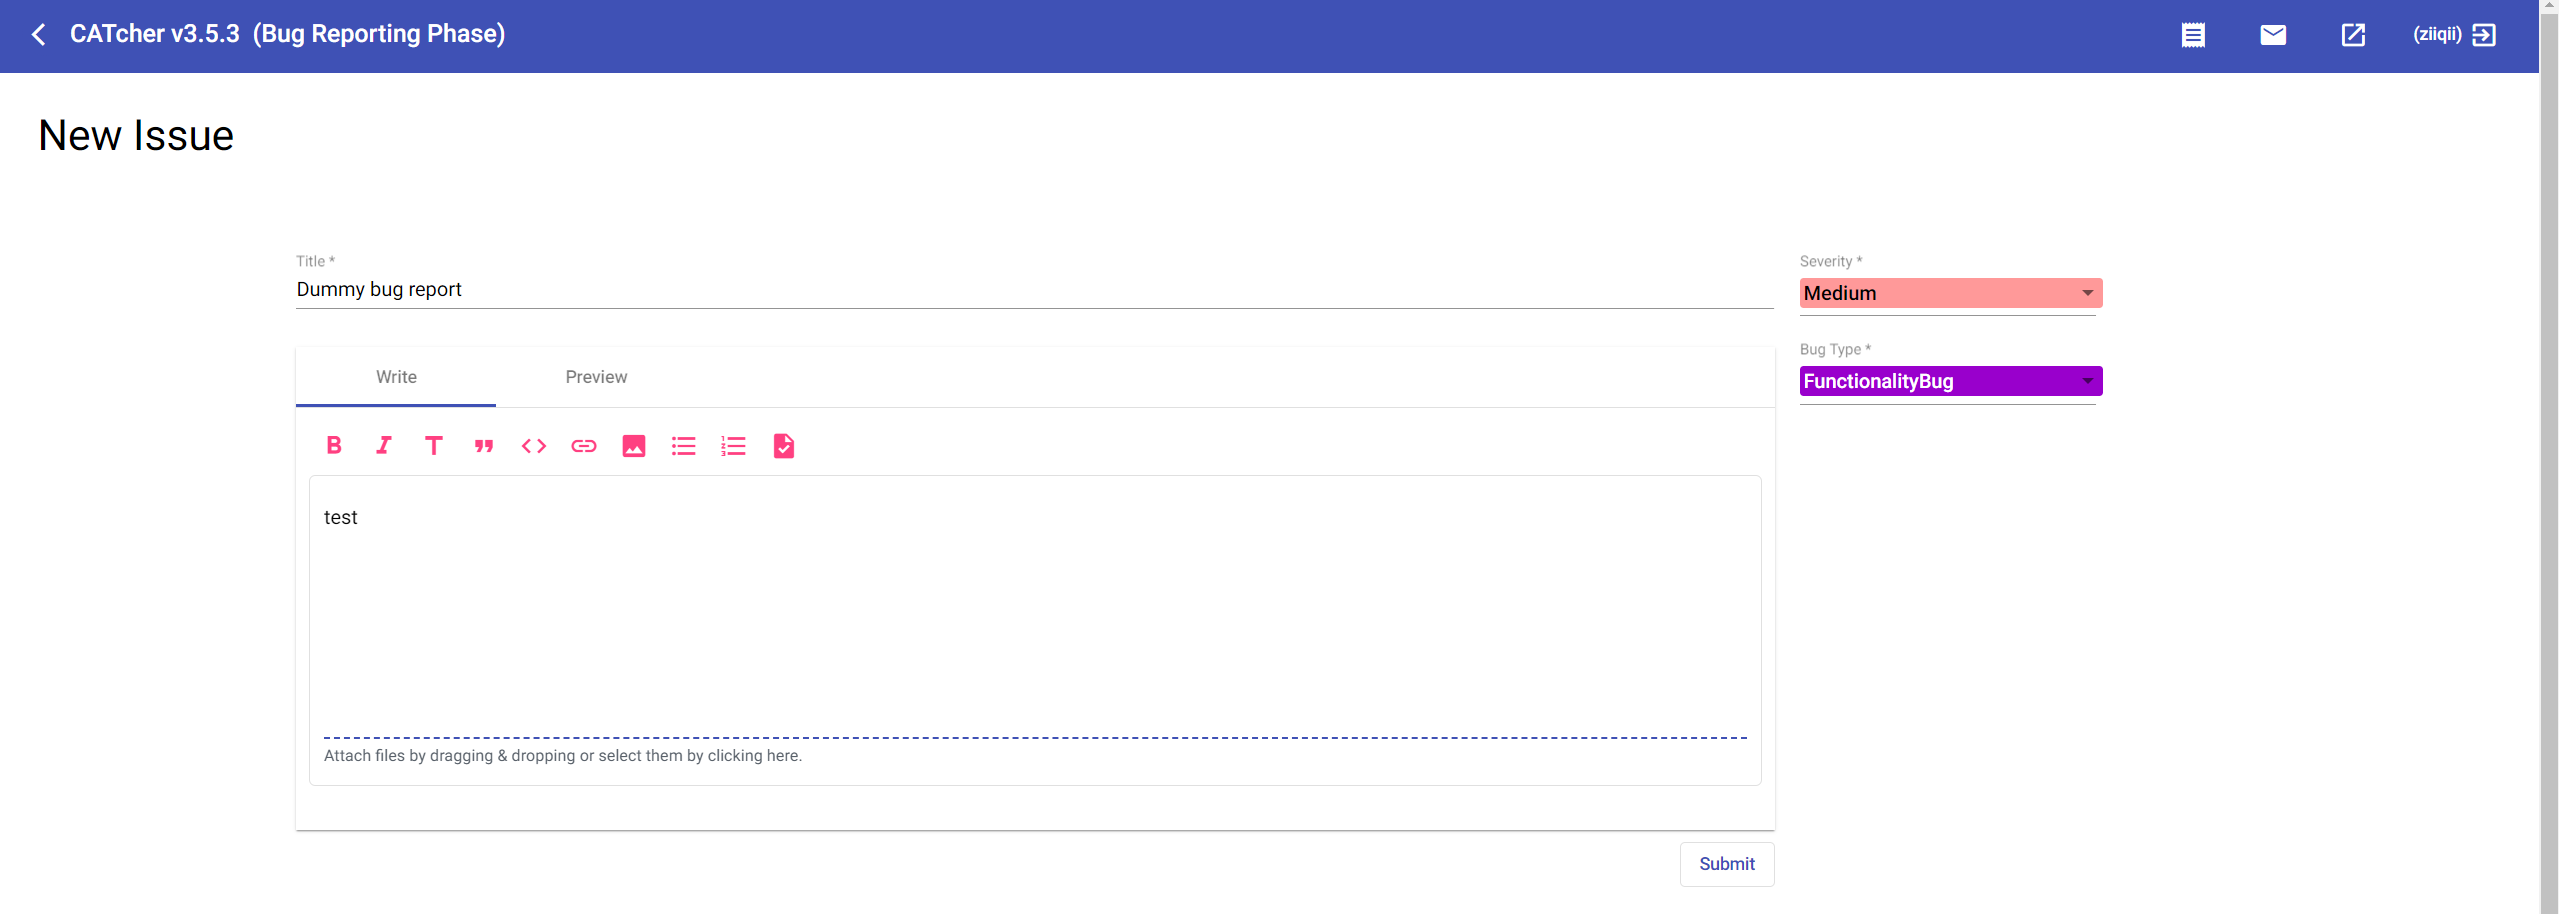 CATcher v3.5.3 (Bug Reporting Phase)
(ziiqii)
New Issue
Title *
Dummy bug report
Severity *
Medium
Bug Type *
FunctionalityBug
Write
Preview
test
Attach files by dragging & dropping or select them by clicking here.
Submit